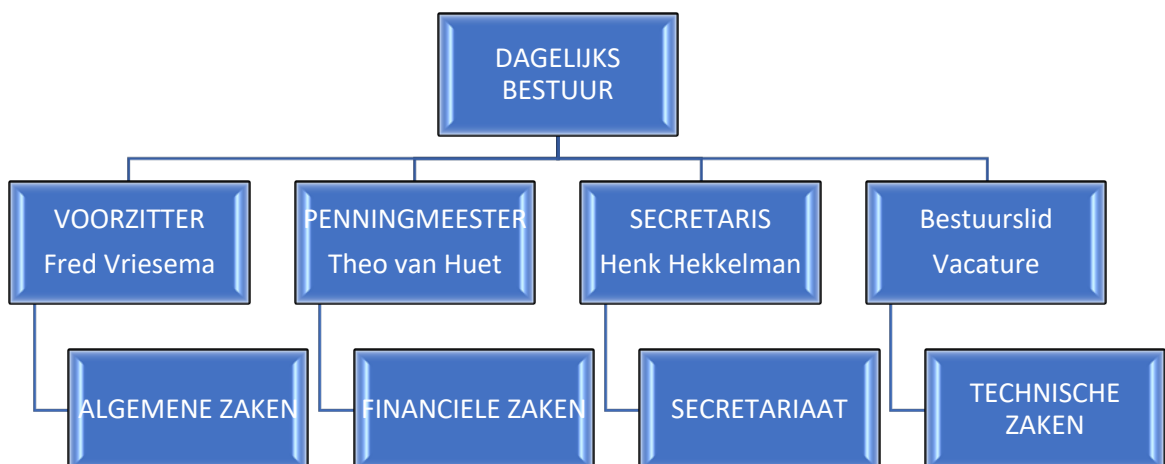 DAGELIJKS
BESTUUR
VOORZITTER
Fred Vriesema
PENNINGMEESTER
Theo van Huet
SECRETARIS
Henk Hekkelman
Bestuurslid
Vacature
ALGEMENE ZAKEN
FINANCIELE ZAKEN
SECRETARIAAT
TECHNISCHE
ZAKEN